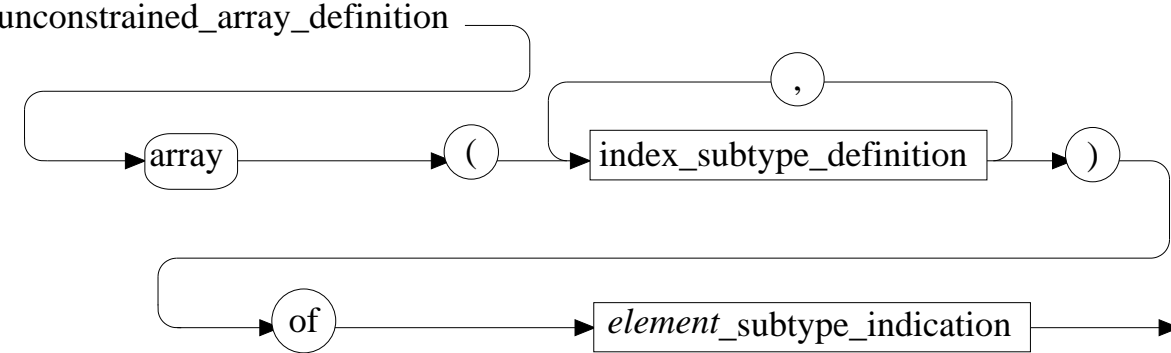 unconstrained_array_definition
,
array ( index_subtype_definition )
of element_subtype_indication